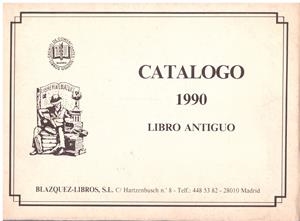 CATALOGO
1990
LIBRO ANTIGUO
BLAZQUEZ-LIBROS, S.L. C/ Hartzenbusch n.º 8 - Telf.: 448 53 82 - 28010 Madrid